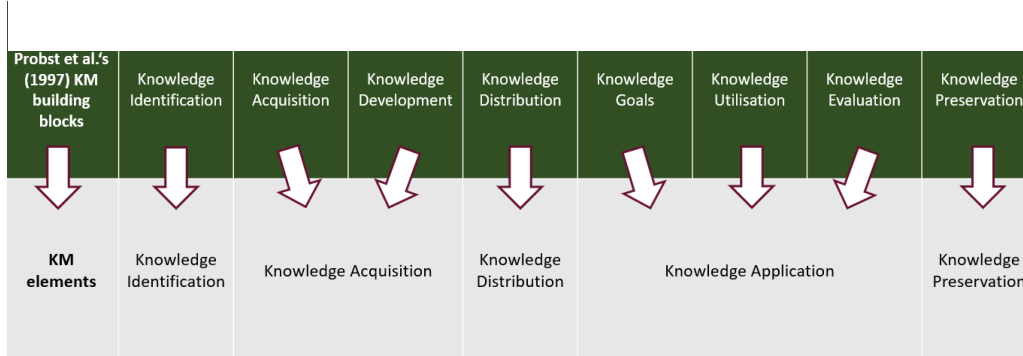 Probst et al.‘s
(1997) KM
building
blocks
Knowledge
Identification
Knowledge
Acquisition
Knowledge
Development
Knowledge
Distribution
Knowledge
Goals
Knowledge
Utilisation
Knowledge
Evaluation
Knowledge
Preservation
KM
elements
Knowledge
Identification
Knowledge Acquisition
Knowledge
Distribution
Knowledge Application
Knowledge
Preservation